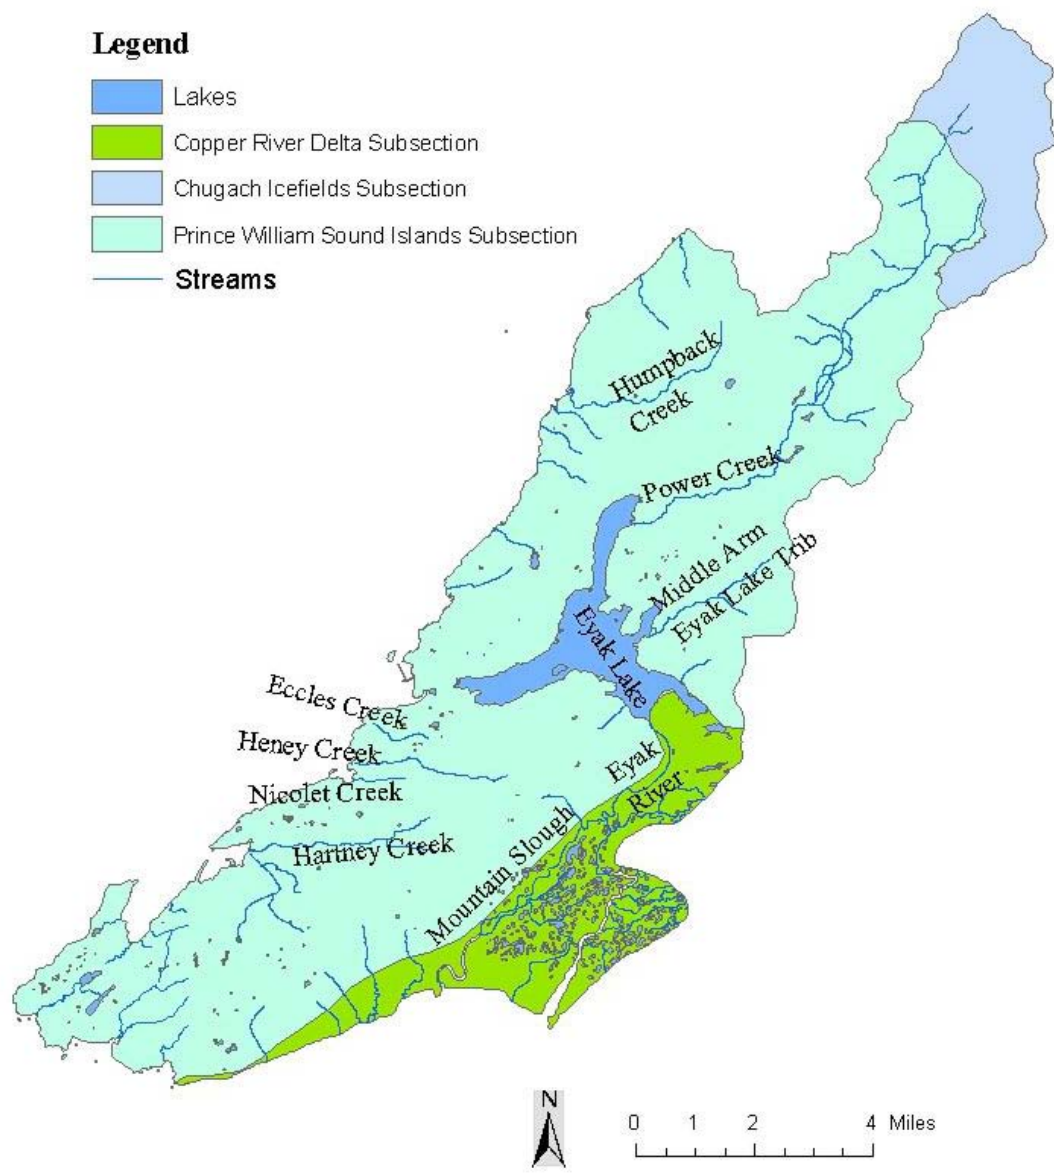 Legend
Lakes
Copper River Delta Subsection
Chugach Icefields Subsection
Prince William Sound Islands Subsection
Streams
Humpback
Creek
Power Creek
Middle Arm
Eyak Lake Trib
Eyak Lake
Eccles Creek
Heney Creek
Nicolet Creek
Hartney Creek
Eyak
River
Mountain Slough
N
0 1 2 4 Miles